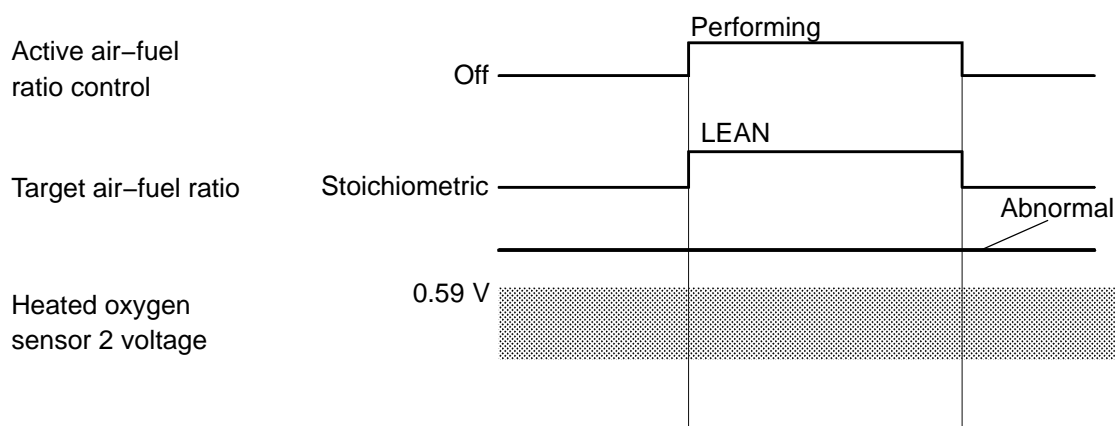 Performing
Active air−fuel
ratio control
Off
LEAN
Target air−fuel ratio
Stoichiometric
Abnormal
0.59 V
Heated oxygen
sensor 2 voltage